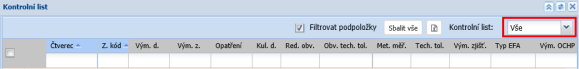 Kontrolní list
Filtrovat podpoložky Sbalit vše Kontrolní list: Vše
Čtverec Z. kód Vým. d. Vým. z. Opatření Kul. d. Red. obv. Obv. tech. tol. Met. měř. Tech. tol. Vým. zjišť. Typ EFA Vým. OCHP